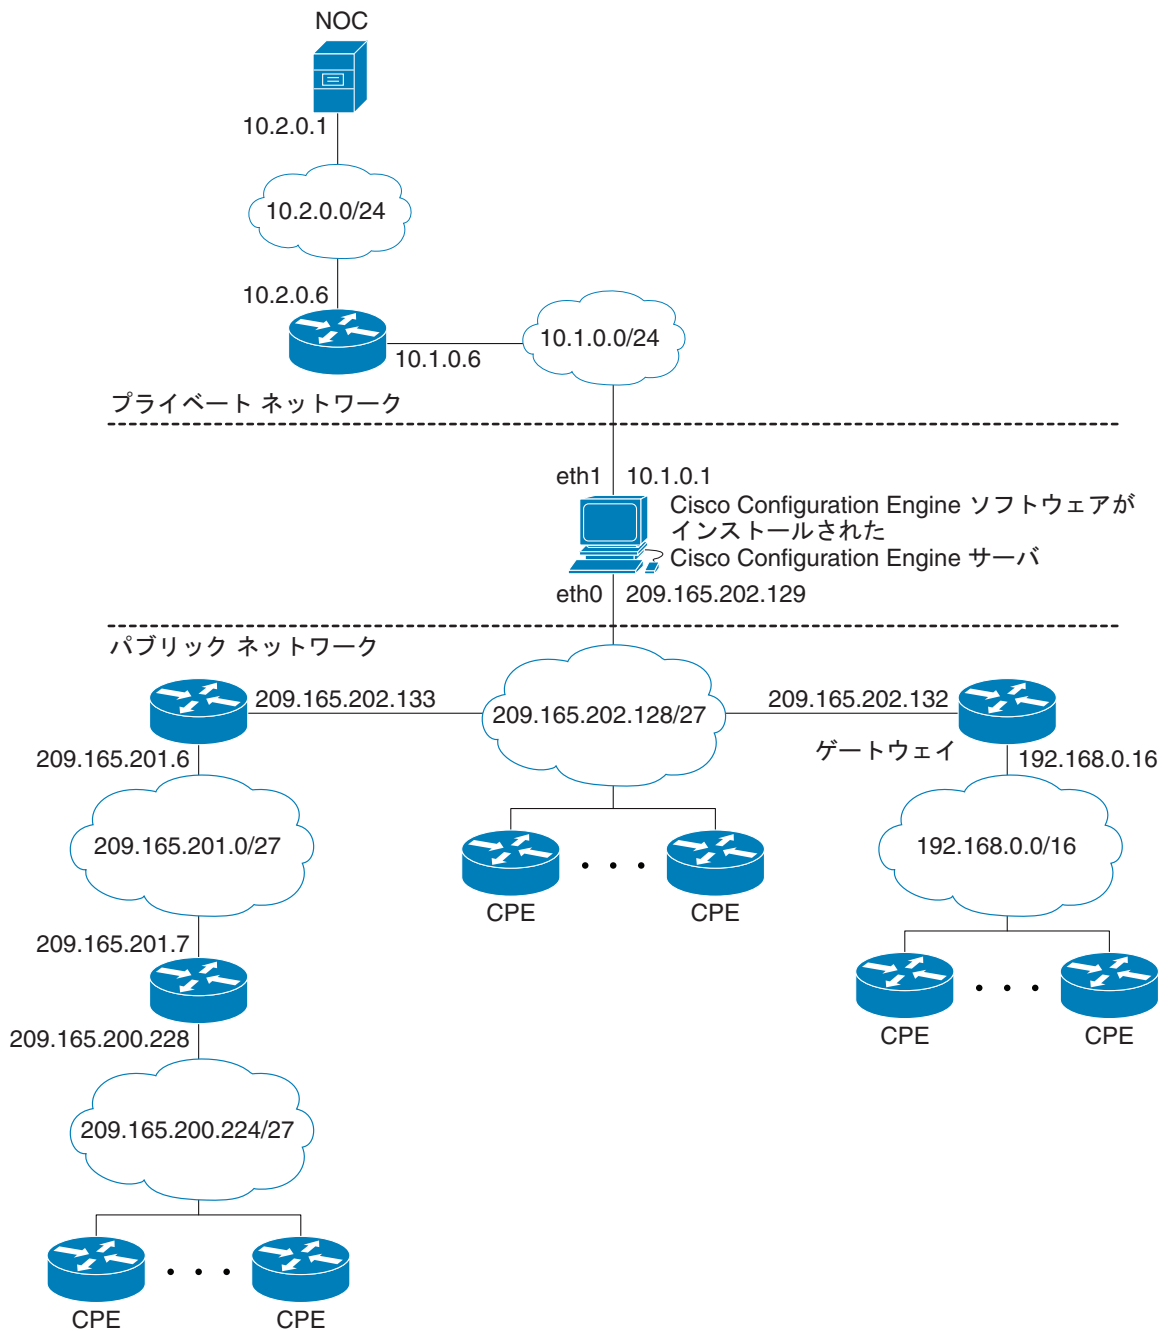 NOC
10.2.0.1
10.2.0.0/24
10.2.0.6
10.1.0.0/24
10.1.0.6
プライベート ネットワーク
eth1 10.1.0.1
Cisco Configuration Engine ソフトウェアが
インストールされた
Cisco Configuration Engine サーバ
eth0 209.165.202.129
パブリック ネットワーク
209.165.202.133
209.165.202.128/27
209.165.202.132
ゲートウェイ
209.165.201.6
192.168.0.16
209.165.201.0/27
192.168.0.0/16
CPE
CPE
209.165.201.7
209.165.200.228
CPE
CPE
209.165.200.224/27
CPE
CPE